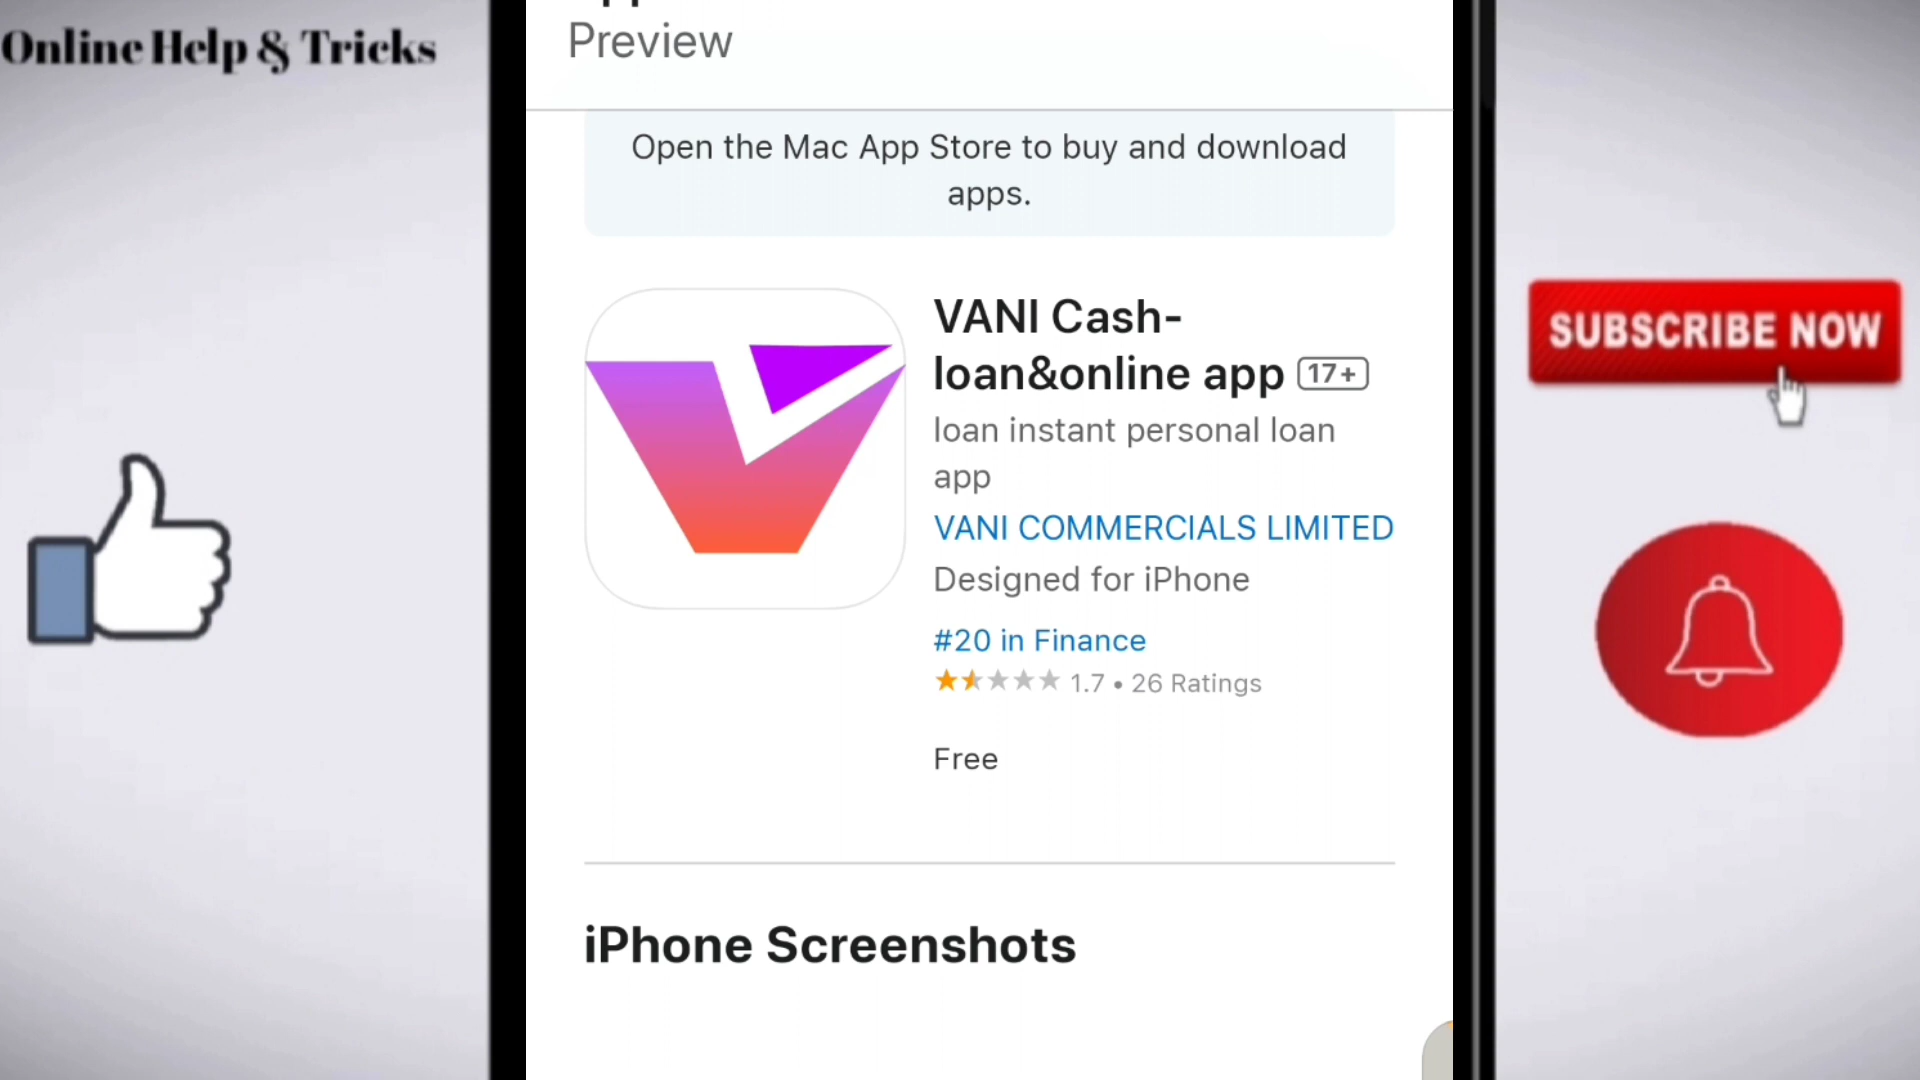 Online Help & Tricks
Preview
Open the Mac App Store to buy and download
apps.
VANI Cash-
loan&online app 17+
loan instant personal loan
app
VANI COMMERCIALS LIMITED
Designed for iPhone
#20 in Finance
1.7 • 26 Ratings
Free
iPhone Screenshots
SUBSCRIBE NOW